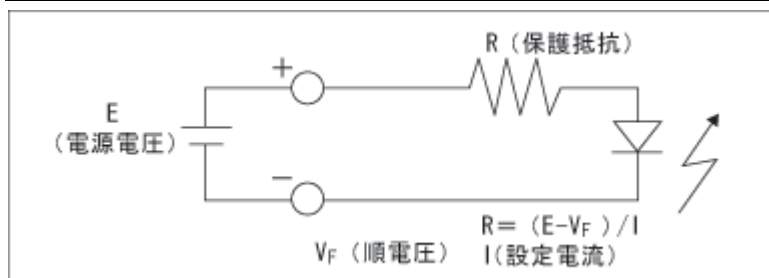 R (保護抵抗)
+
E
(電源電圧)
−
R= (E-VF)/I
VF (順電圧) I(設定電流)